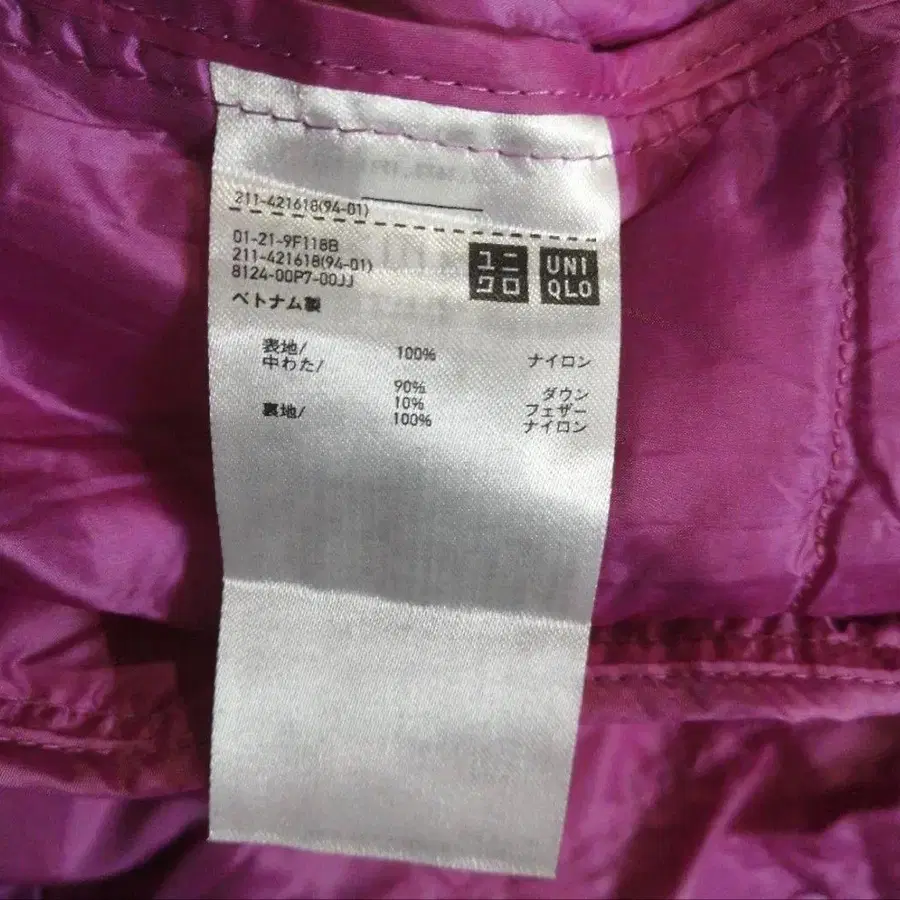 211-421618(94-01)
01-21-9F118B
211-421618(94-01)
8124-00P7-00JJ
ベトナム製
ユニ
クロ
UNI
QLO
表地/ 100% ナイロン
中わた/
90% ダウン
10% フェザー
裏地/ 100% ナイロン